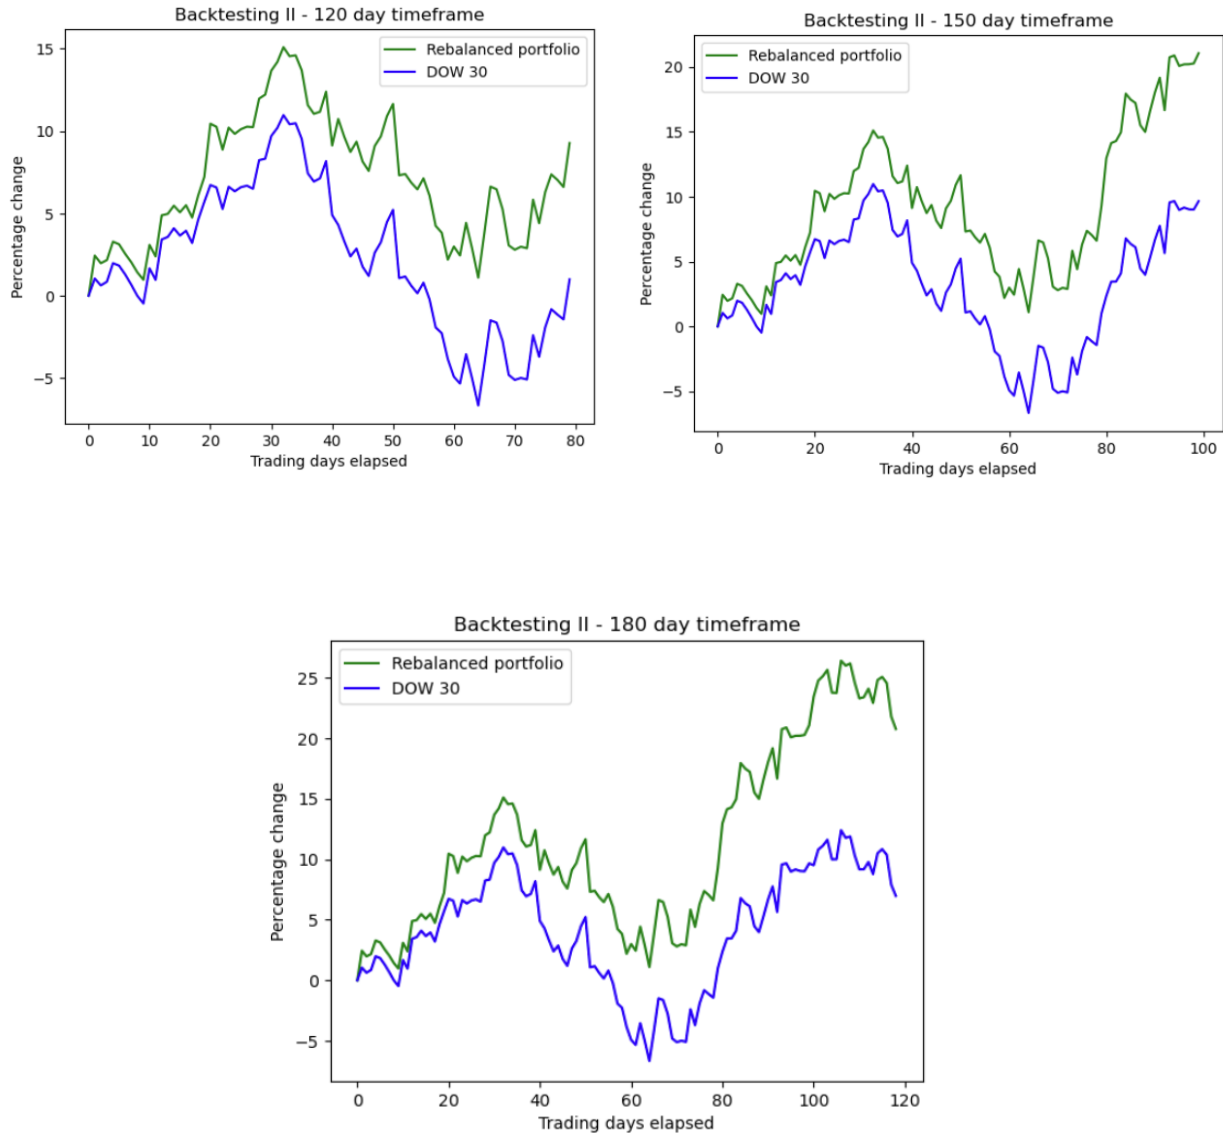 Backtesting II - 120 day timeframe
Rebalanced portfolio
DOW 30
Percentage change
15
10
5
0
−5
0 10 20 30 40 50 60 70 80
Trading days elapsed
Backtesting II - 150 day timeframe
Rebalanced portfolio
DOW 30
Percentage change
20
15
10
5
0
−5
0 20 40 60 80 100
Trading days elapsed
Backtesting II - 180 day timeframe
Rebalanced portfolio
DOW 30
Percentage change
25
20
15
10
5
0
−5
0 20 40 60 80 100 120
Trading days elapsed